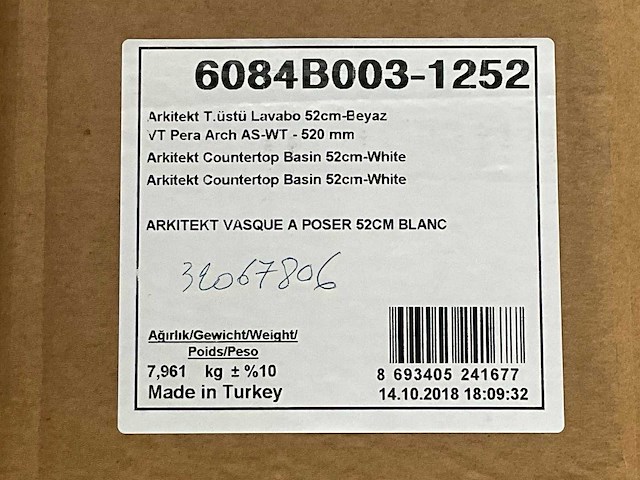 6084B003-1252
Arkitekt T.üstü Lavabo 52cm-Beyaz
VT Pera Arch AS-WT - 520 mm
Arkitekt Countertop Basin 52cm-White
Arkitekt Countertop Basin 52cm-White
ARKITEKT VASQUE A POSER 52CM BLANC
32067806
Ağırlık/Gewicht/Weight/
Poids/Peso
7,961 kg ± %10
Made in Turkey
8 693405 241677
14.10.2018 18:09:32